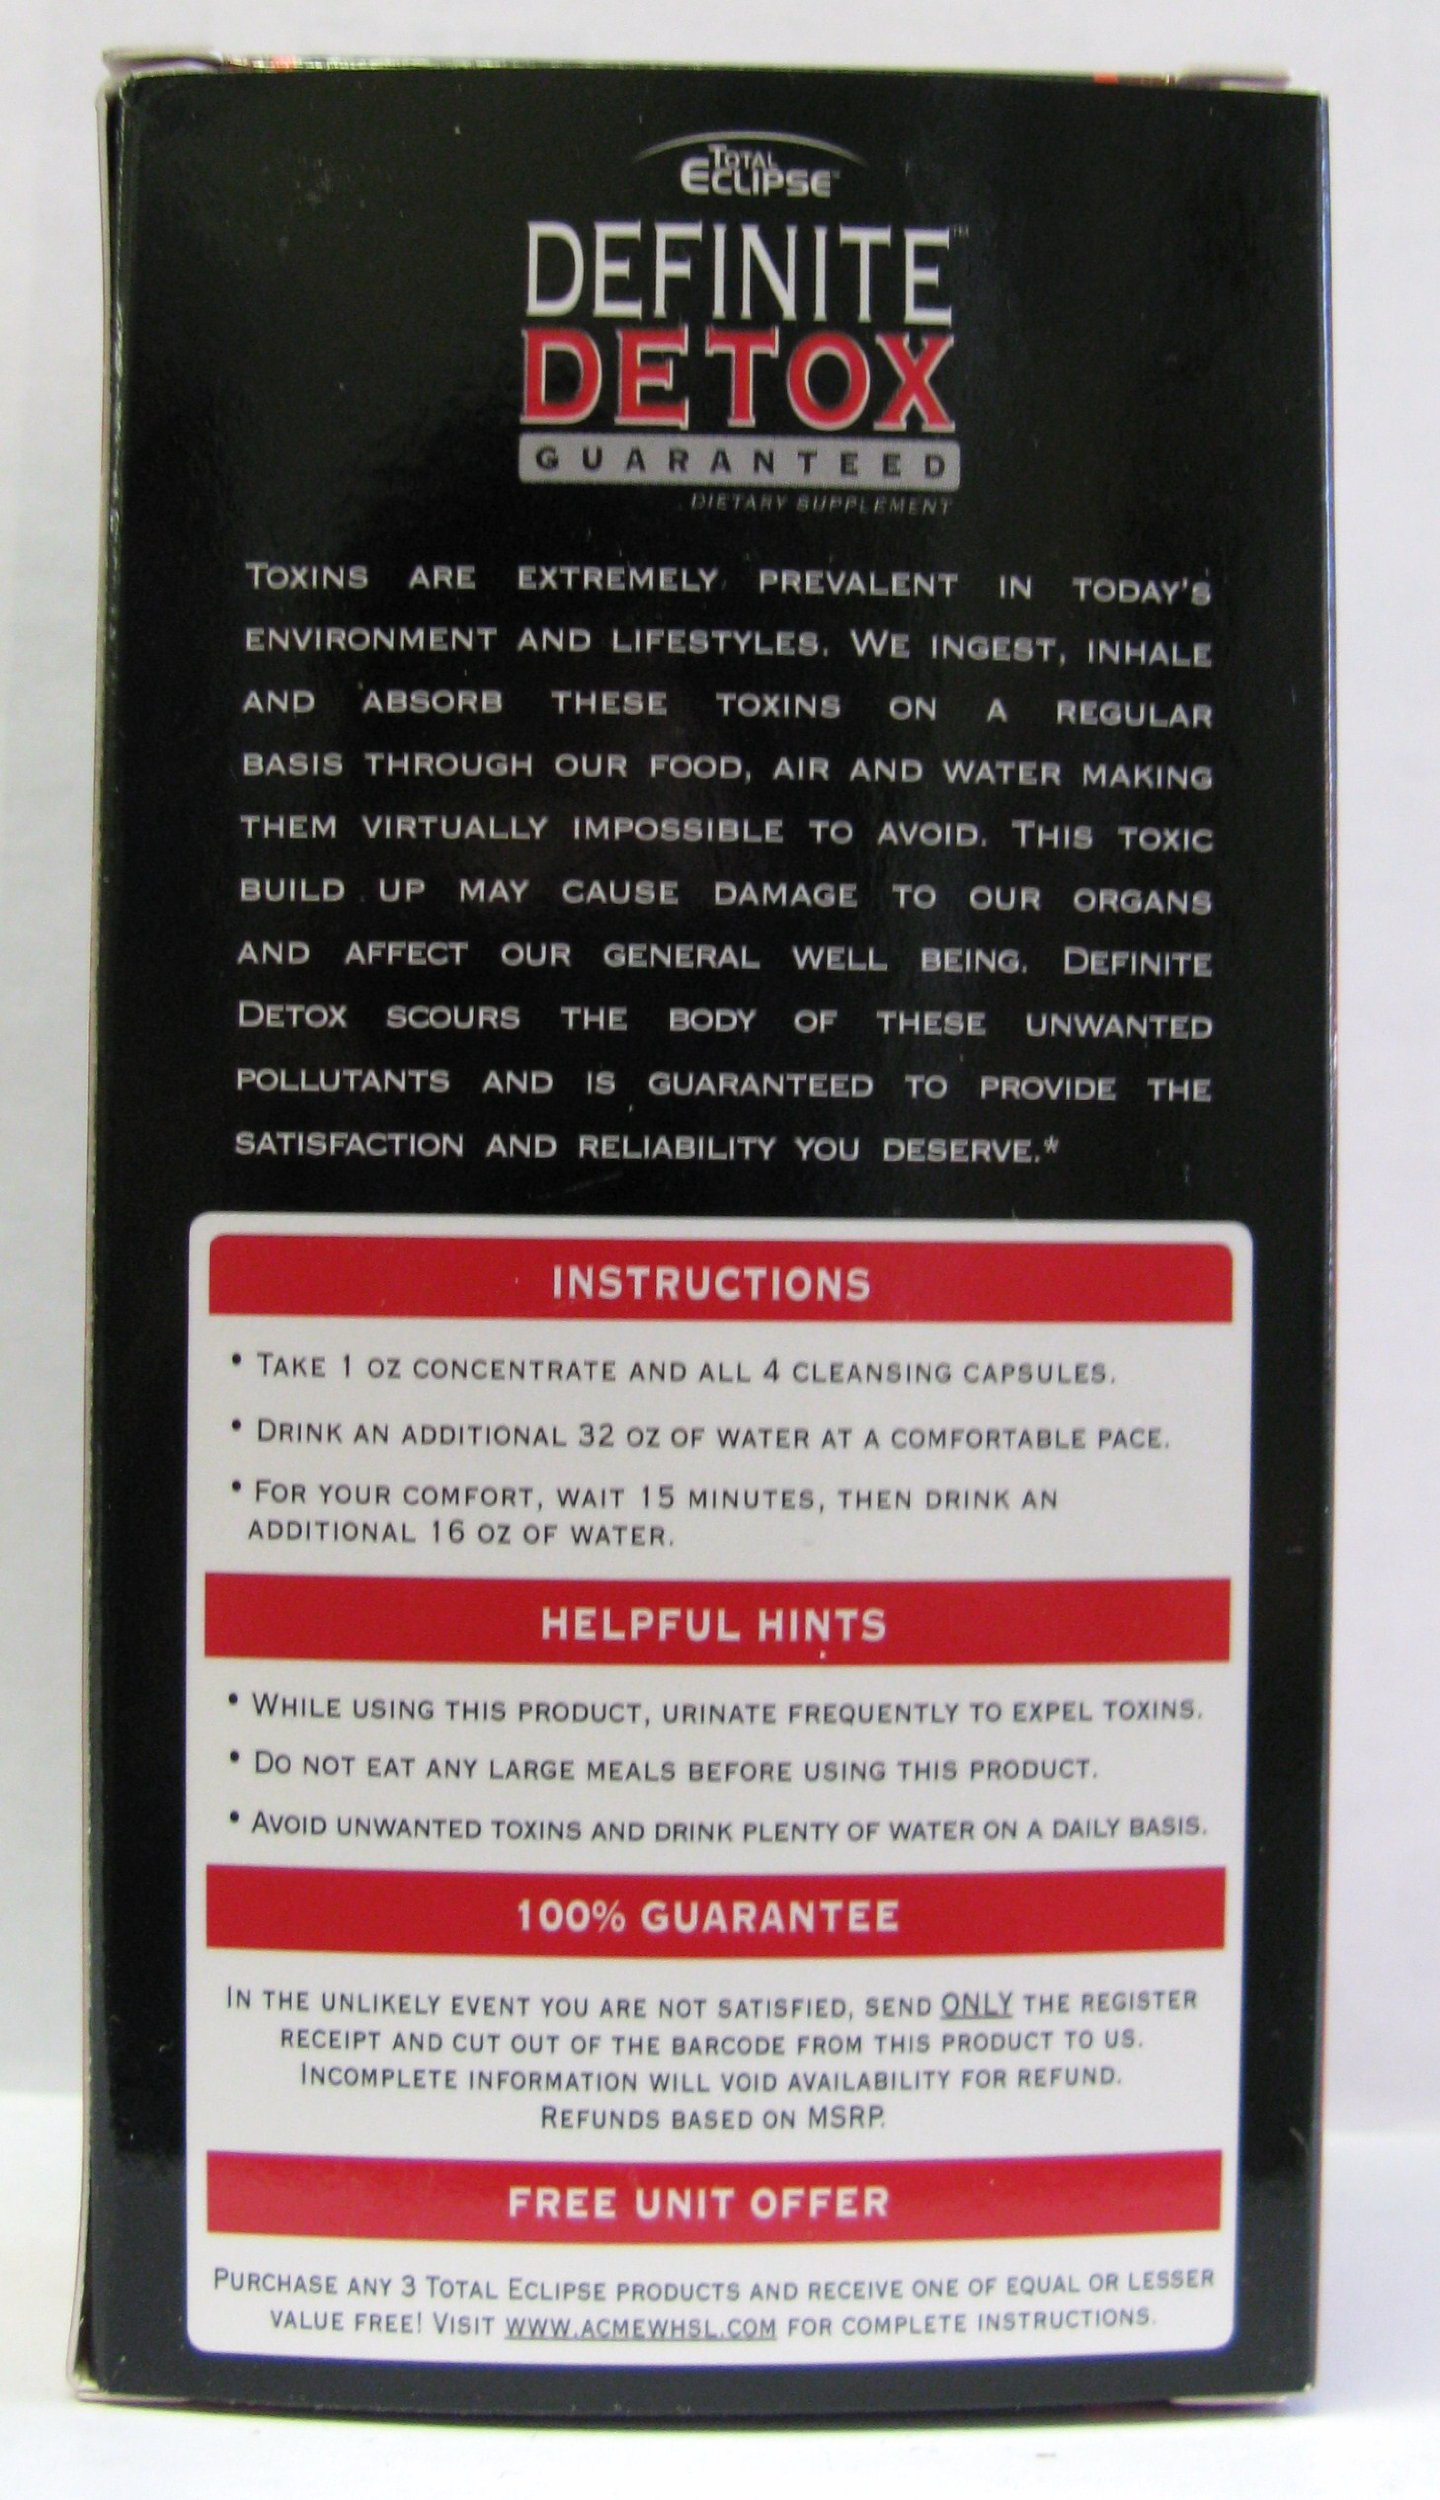 TOTAL
ECLIPSE™
DEFINITE™
DETOX
GUARANTEED
DIETARY SUPPLEMENT
TOXINS ARE EXTREMELY PREVALENT IN TODAY'S
ENVIRONMENT AND LIFESTYLES. WE INGEST, INHALE
AND ABSORB THESE TOXINS ON A REGULAR
BASIS THROUGH OUR FOOD, AIR AND WATER MAKING
THEM VIRTUALLY IMPOSSIBLE TO AVOID. THIS TOXIC
BUILD UP MAY CAUSE DAMAGE TO OUR ORGANS
AND AFFECT OUR GENERAL WELL BEING. DEFINITE
DETOX SCOURS THE BODY OF THESE UNWANTED
POLLUTANTS AND IS GUARANTEED TO PROVIDE THE
SATISFACTION AND RELIABILITY YOU DESERVE.*
INSTRUCTIONS
• TAKE 1 OZ CONCENTRATE AND ALL 4 CLEANSING CAPSULES.
• DRINK AN ADDITIONAL 32 OZ OF WATER AT A COMFORTABLE PACE.
• FOR YOUR COMFORT, WAIT 15 MINUTES, THEN DRINK AN
ADDITIONAL 16 OZ OF WATER.
HELPFUL HINTS
• WHILE USING THIS PRODUCT, URINATE FREQUENTLY TO EXPEL TOXINS.
• DO NOT EAT ANY LARGE MEALS BEFORE USING THIS PRODUCT.
• AVOID UNWANTED TOXINS AND DRINK PLENTY OF WATER ON A DAILY BASIS.
100% GUARANTEE
IN THE UNLIKELY EVENT YOU ARE NOT SATISFIED, SEND ONLY THE REGISTER
RECEIPT AND CUT OUT OF THE BARCODE FROM THIS PRODUCT TO US.
INCOMPLETE INFORMATION WILL VOID AVAILABILITY FOR REFUND.
REFUNDS BASED ON MSRP.
FREE UNIT OFFER
PURCHASE ANY 3 TOTAL ECLIPSE PRODUCTS AND RECEIVE ONE OF EQUAL OR LESSER
VALUE FREE! VISIT WWW.ACMEWHSL.COM FOR COMPLETE INSTRUCTIONS.